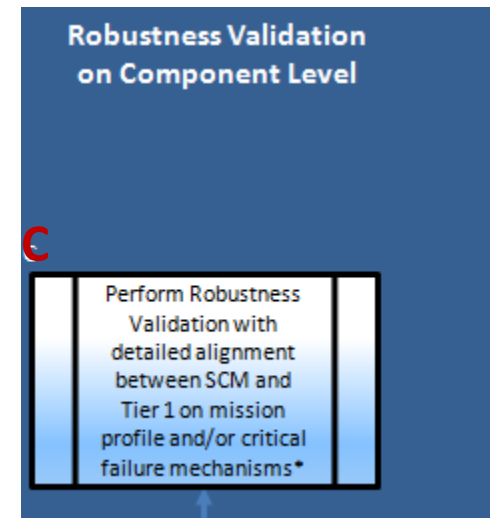 Robustness Validation
on Component Level
C
Perform Robustness
Validation with
detailed alignment
between SCM and
Tier 1 on mission
profile and/or critical
failure mechanisms*